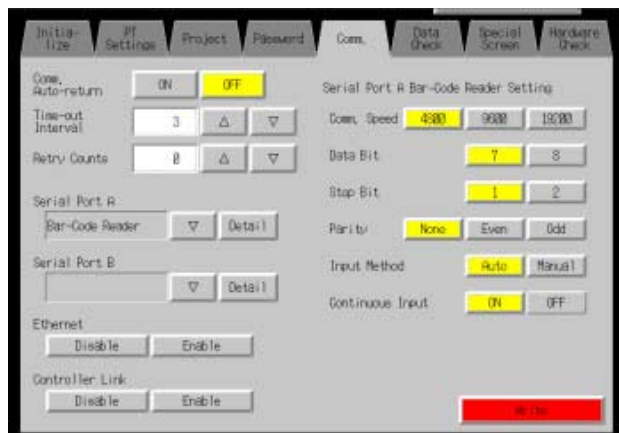 Initia-
lize
PT
Settings
Project
Password
Comm.
Data
Check
Special
Screen
Hardware
Check
Comm.
Auto-return
ON
OFF
Time-out
Interval
3
△
▽
Retry Counts
0
△
▽
Serial Port A
Bar-Code Reader
▽
Detail
Serial Port B
▽
Detail
Ethernet
Disable
Enable
Controller Link
Disable
Enable
Serial Port A Bar-Code Reader Setting
Comm. Speed
4800
9600
19200
Data Bit
7
8
Stop Bit
1
2
Parity
None
Even
Odd
Input Method
Auto
Manual
Continuous Input
ON
OFF
Write